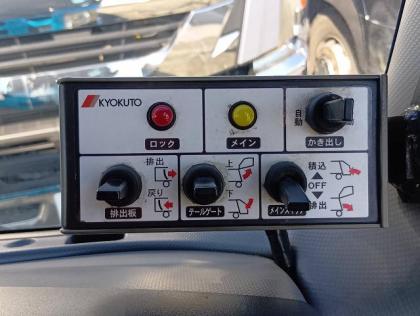 KYOKUTO
ロック
メイン
自動
かき出し
排出
戻り
排出板
上
下
テールゲート
積込
OFF
排出